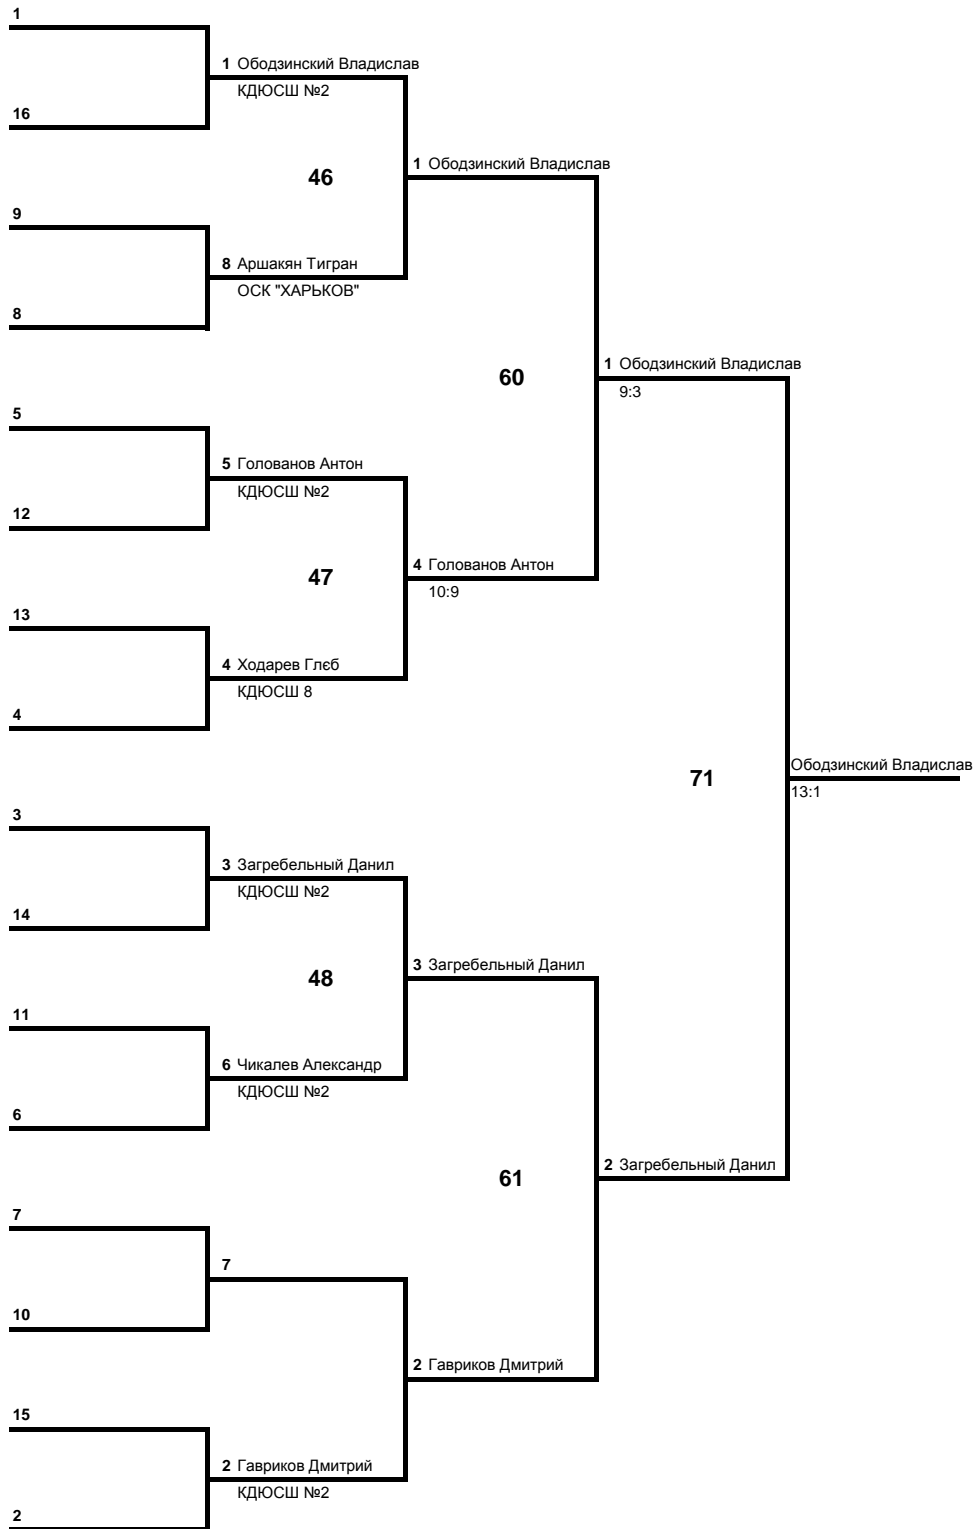 1
1 Ободзинский Владислав
КДЮСШ №2
16
46
1 Ободзинский Владислав
9
8 Аршакян Тигран
ОСК "ХАРЬКОВ"
8
60
1 Ободзинский Владислав
9:3
5
5 Голованов Антон
КДЮСШ №2
12
47
4 Голованов Антон
10:9
13
4 Ходарев Глєб
КДЮСШ 8
4
71
Ободзинский Владислав
13:1
3
3 Загребельный Данил
КДЮСШ №2
14
48
3 Загребельный Данил
11
6 Чикалев Александр
КДЮСШ №2
6
61
2 Загребельный Данил
7
7
10
2 Гавриков Дмитрий
15
2 Гавриков Дмитрий
КДЮСШ №2
2